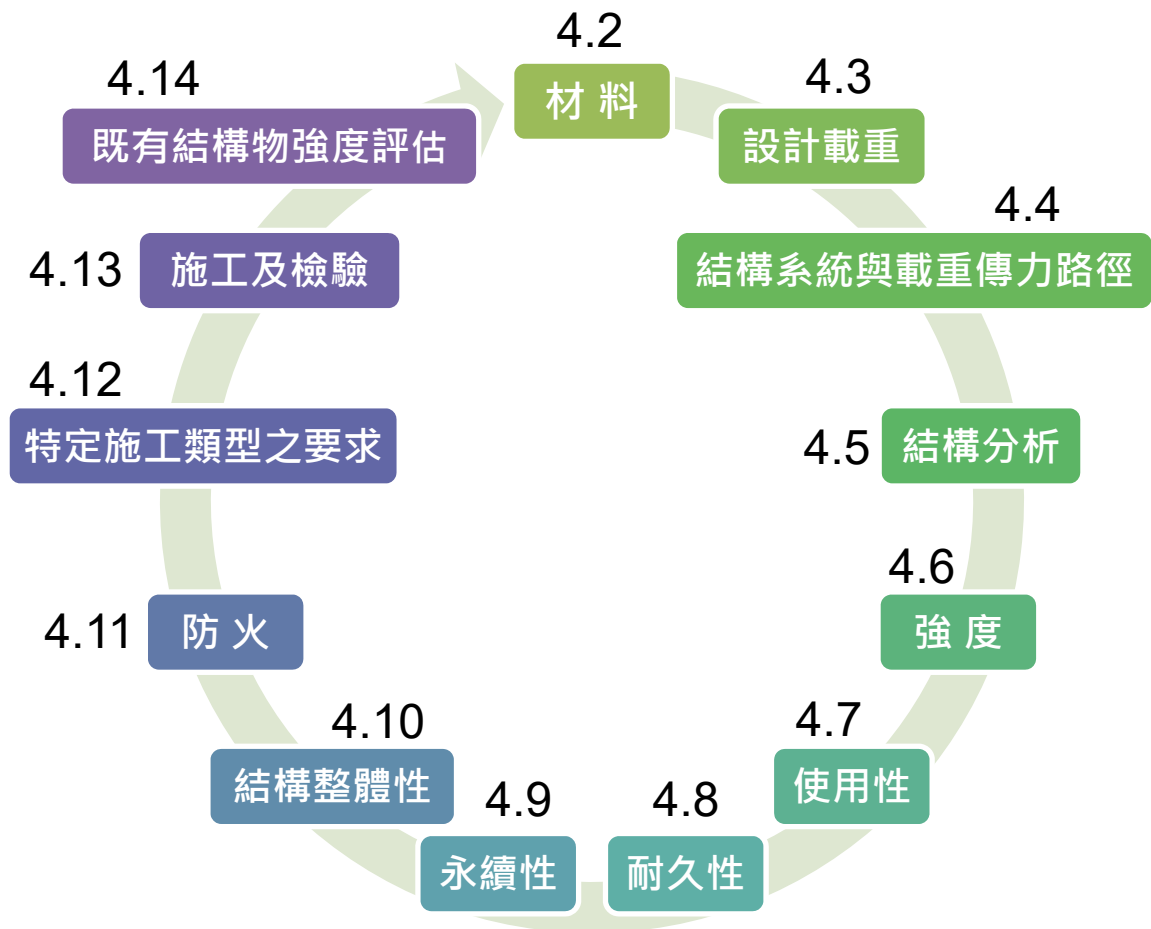 4.2
材 料
4.3
設計載重
4.4
結構系統與載重傳力路徑
4.5
結構分析
4.6
強 度
4.7
使用性
4.8
耐久性
4.9
永續性
4.10
結構整體性
4.11
防 火
4.12
特定施工類型之要求
4.13
施工及檢驗
4.14
既有結構物強度評估